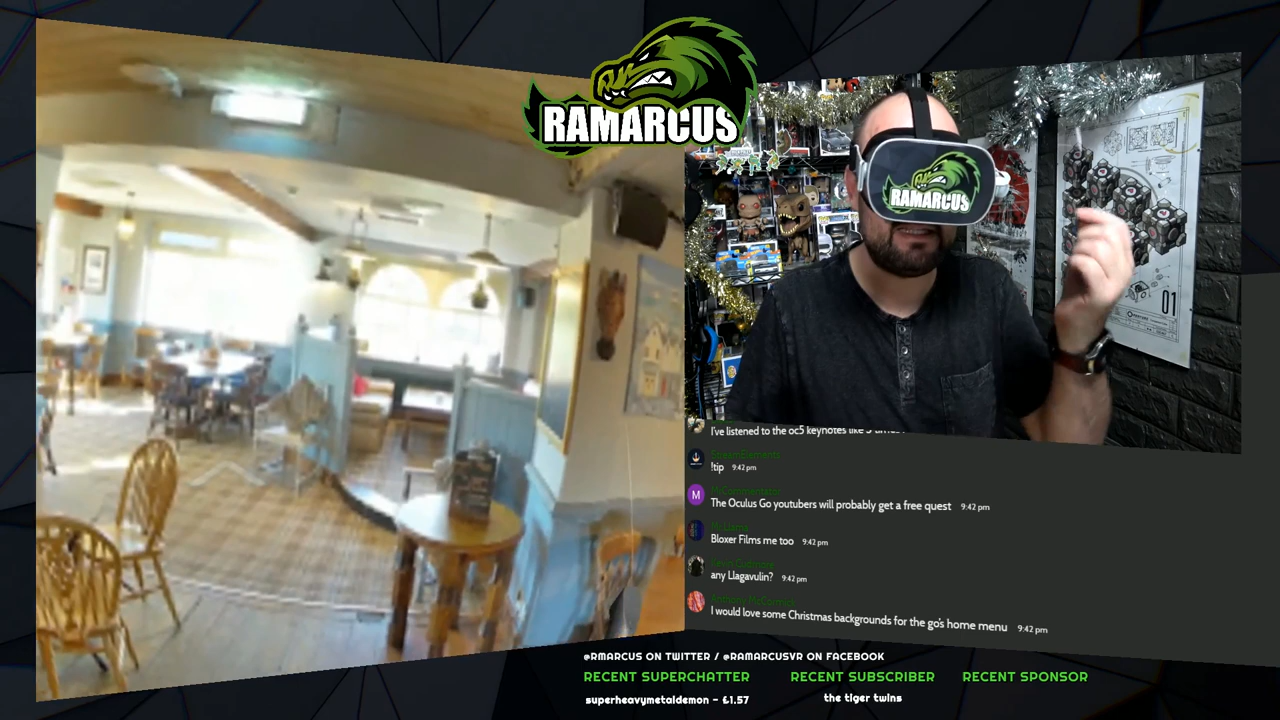 RAMARCUS
RAMARCUS
01
I've listened to the oc5 keynotes like
StreamElements
!tip 9:42 pm
M
The Oculus Go youtubers will probably get a free quest 9:42 pm
Bloxer Films me too 9:42 pm
any Llagavulin? 9:42 pm
I would love some Christmas backgrounds for the go's home menu 9:42 pm
@RMARCUS ON TWITTER / @RAMARCUSVR ON FACEBOOK
RECENT SUPERCHATTER RECENT SUBSCRIBER RECENT SPONSOR
superheavymetaldemon - £1.57 the tiger twins